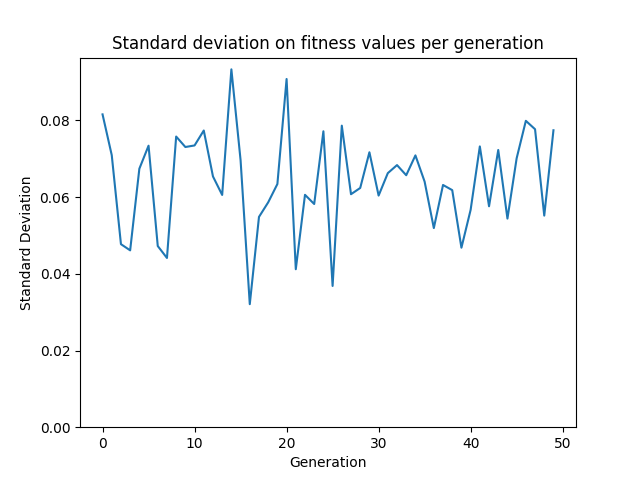 Standard deviation on fitness values per generation
0.08
0.06
0.04
0.02
0.00
Standard Deviation
0 10 20 30 40 50
Generation